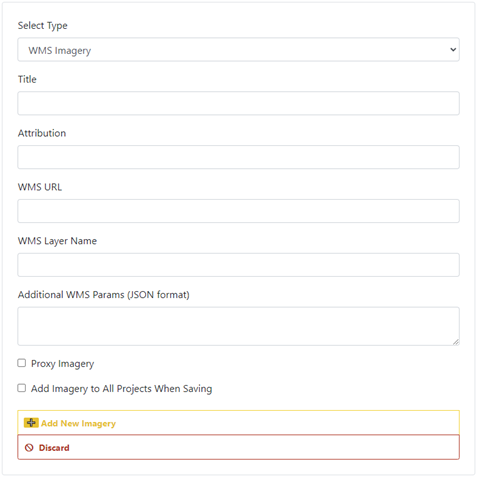 Select Type
WMS Imagery
Title
Attribution
WMS URL
WMS Layer Name
Additional WMS Params (JSON format)
Proxy Imagery
Add Imagery to All Projects When Saving
Add New Imagery
Discard